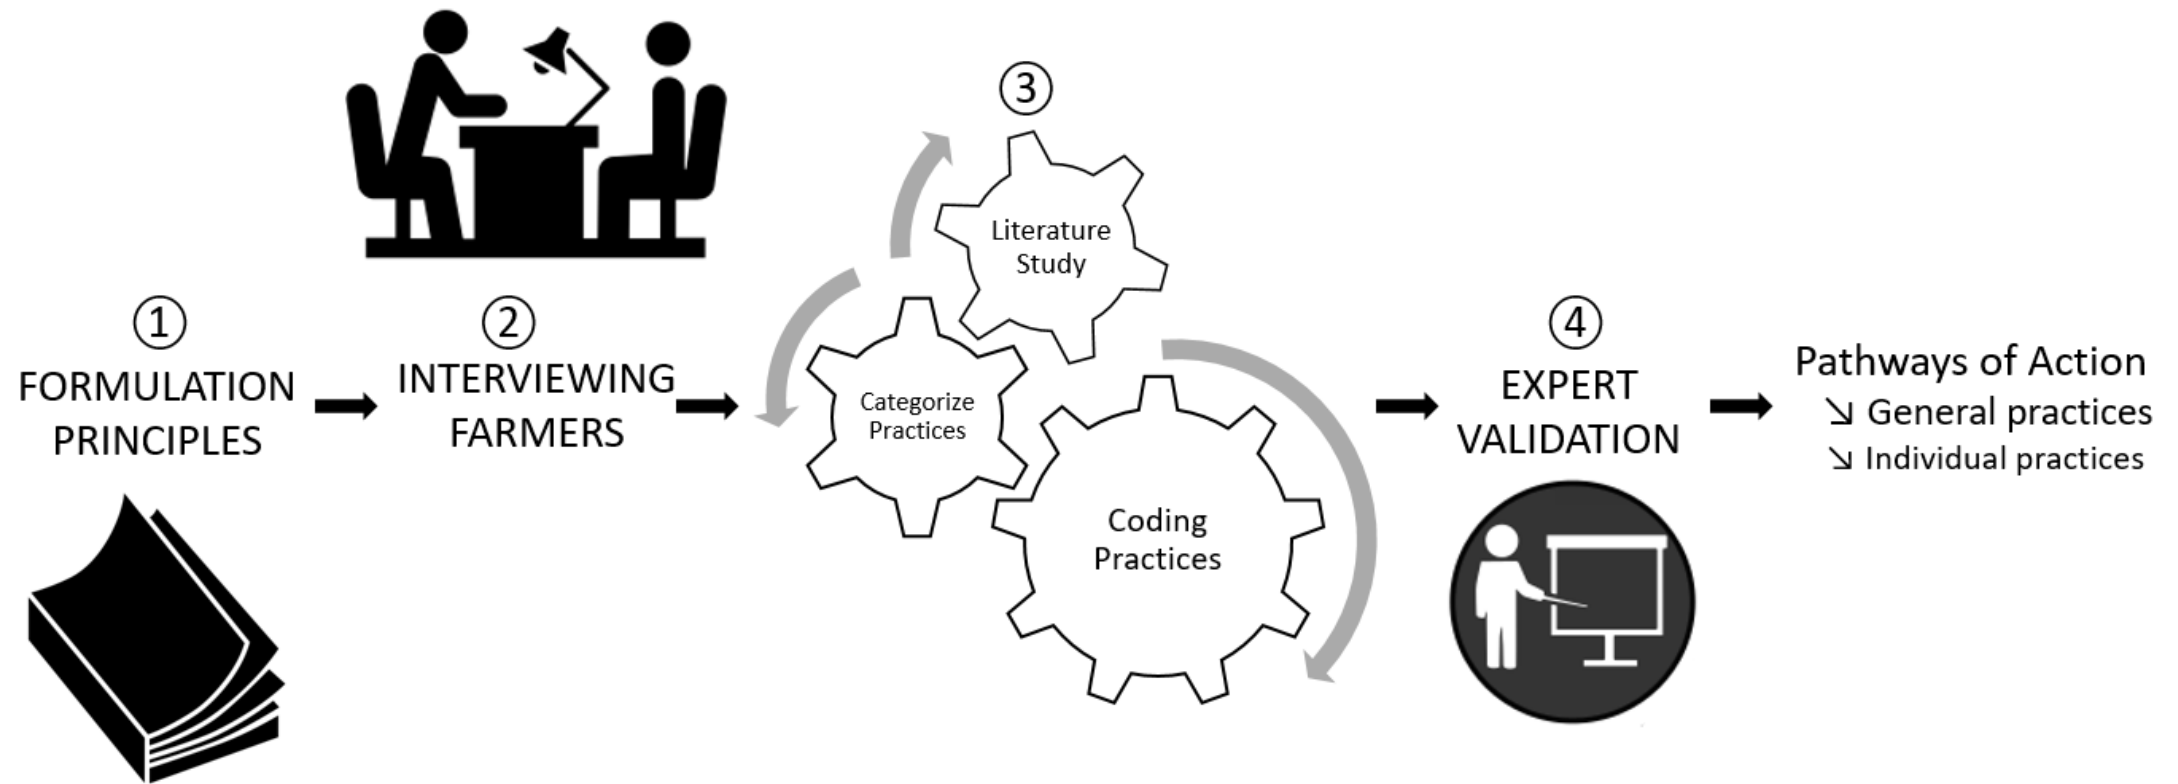 ①
FORMULATION
PRINCIPLES
②
INTERVIEWING
FARMERS
③
Literature
Study
Categorize
Practices
Coding
Practices
④
EXPERT
VALIDATION
Pathways of Action
↘ General practices
↘ Individual practices